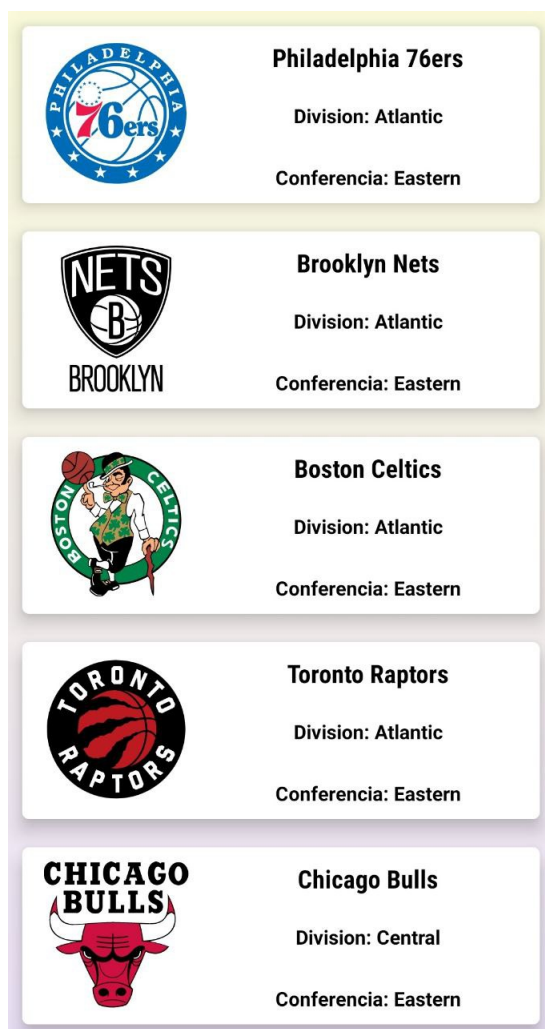 PHILADELPHIA
76ers
Philadelphia 76ers
Division: Atlantic
Conferencia: Eastern
NETS
B
BROOKLYN
Brooklyn Nets
Division: Atlantic
Conferencia: Eastern
BOSTON CELTICS
Boston Celtics
Division: Atlantic
Conferencia: Eastern
TORONTO
RAPTORS
Toronto Raptors
Division: Atlantic
Conferencia: Eastern
CHICAGO
BULLS
Chicago Bulls
Division: Central
Conferencia: Eastern